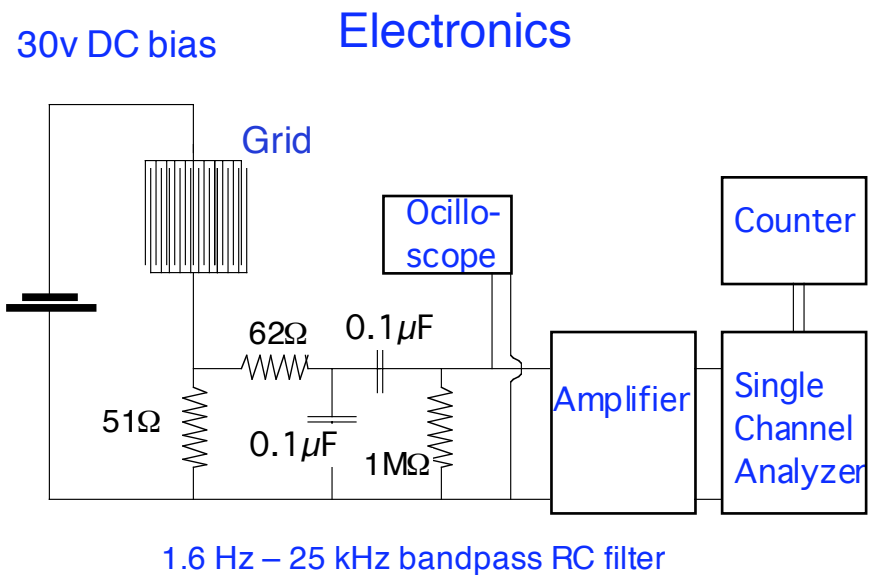 Electronics
30v DC bias
Grid
Ocillo-
scope
Counter
62Ω
0.1µF
51Ω
0.1µF
1MΩ
Amplifier
Single
Channel
Analyzer
1.6 Hz – 25 kHz bandpass RC filter